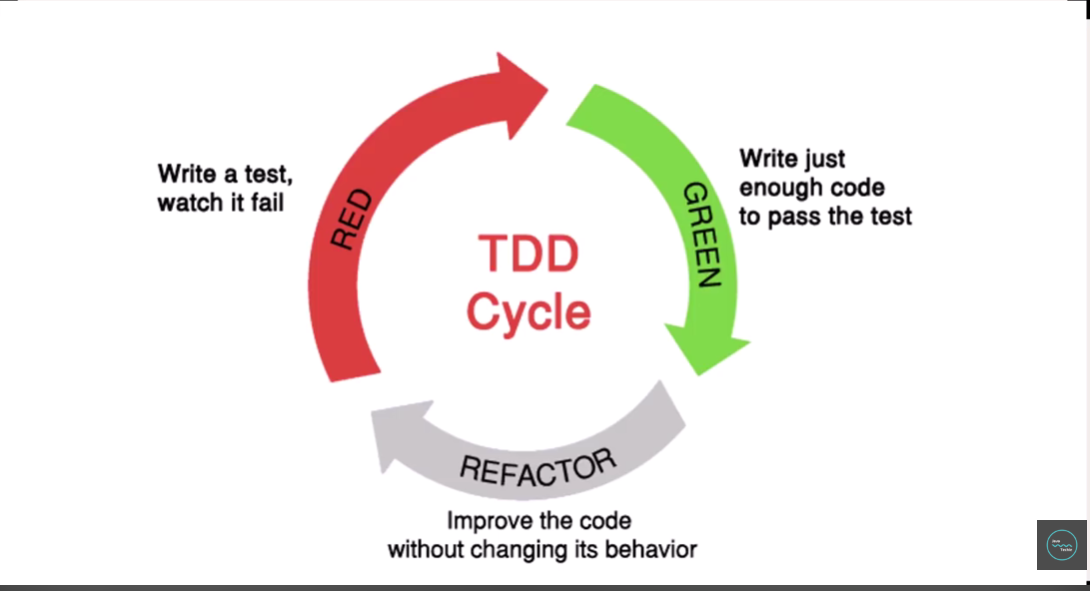 Write a test,
watch it fail
RED
Write just
enough code
to pass the test
GREEN
TDD
Cycle
REFACTOR
Improve the code
without changing its behavior